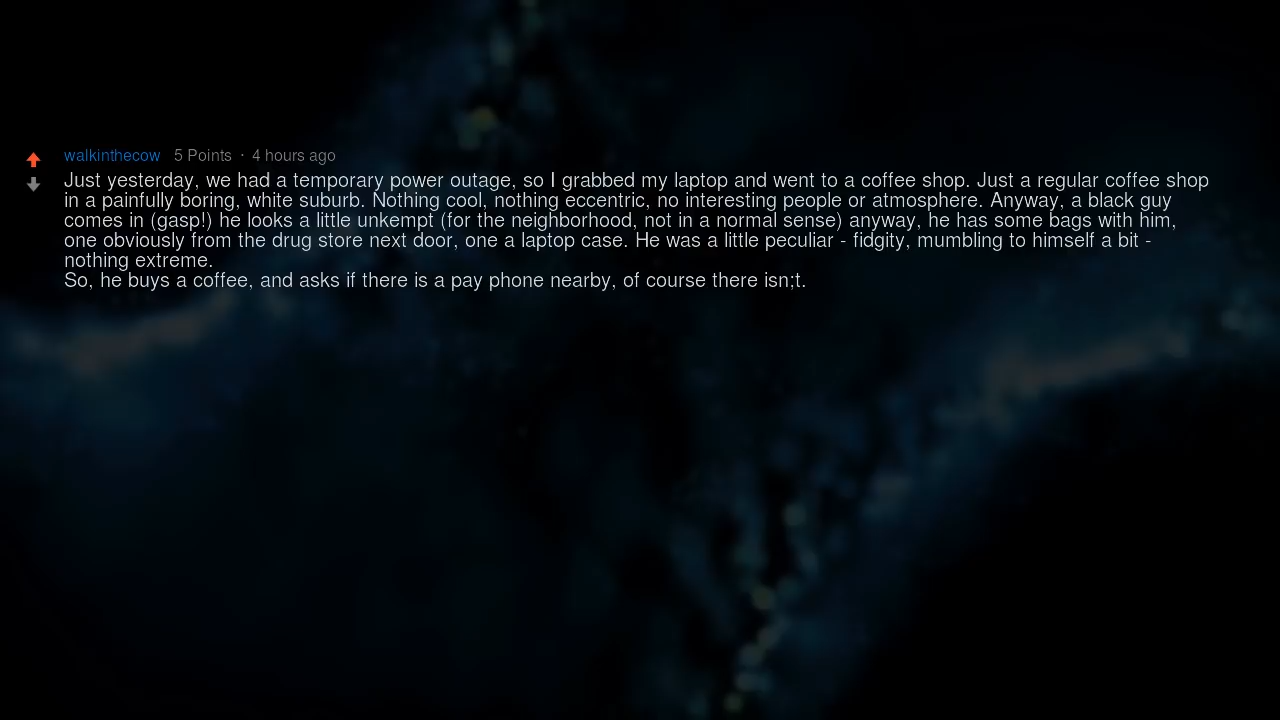 walkinthecow 5 Points · 4 hours ago
Just yesterday, we had a temporary power outage, so I grabbed my laptop and went to a coffee shop. Just a regular coffee shop
in a painfully boring, white suburb. Nothing cool, nothing eccentric, no interesting people or atmosphere. Anyway, a black guy
comes in (gasp!) he looks a little unkempt (for the neighborhood, not in a normal sense) anyway, he has some bags with him,
one obviously from the drug store next door, one a laptop case. He was a little peculiar - fidgity, mumbling to himself a bit -
nothing extreme.
So, he buys a coffee, and asks if there is a pay phone nearby, of course there isn;t.